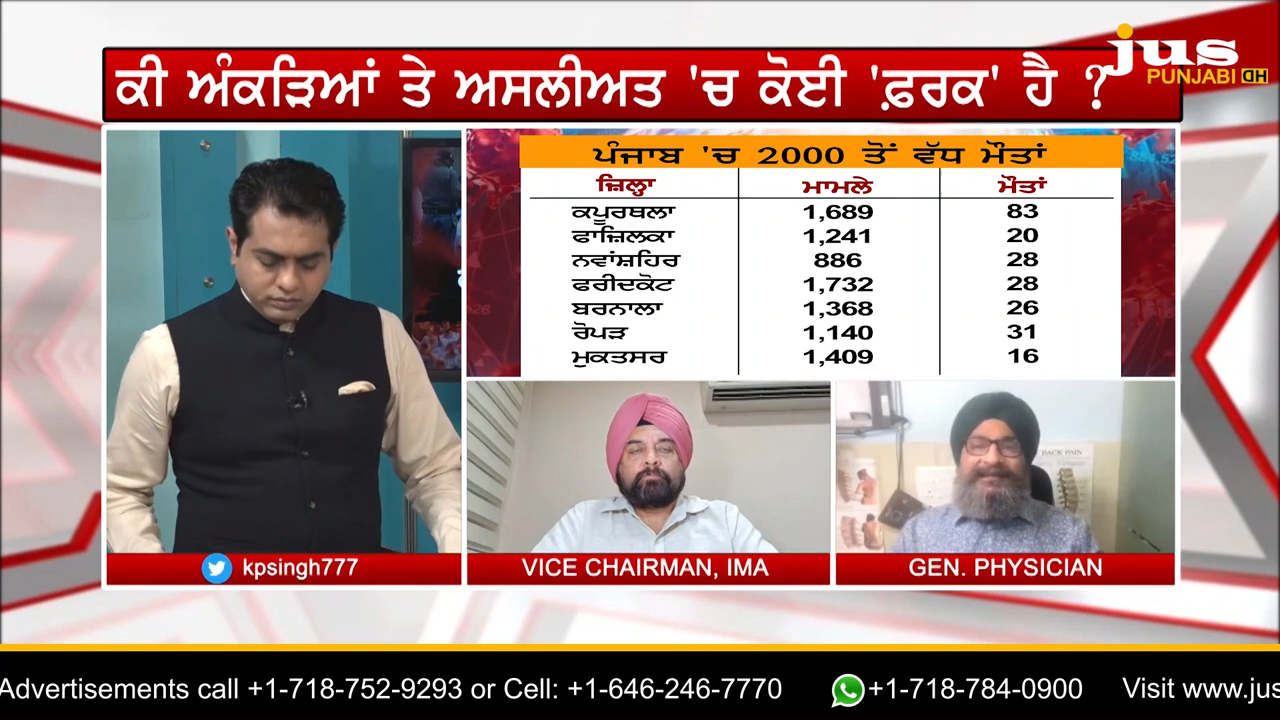 ਕੀ ਅੰਕੜਿਆਂ ਤੇ ਅਸਲੀਅਤ 'ਚ ਕੋਈ 'ਫ਼ਰਕ' ਹੈ ?
jus
PUNJABI HD
ਪੰਜਾਬ 'ਚ 2000 ਤੋਂ ਵੱਧ ਮੌਤਾਂ
ਜ਼ਿਲ੍ਹਾ ਮਾਮਲੇ ਮੌਤਾਂ
ਕਪੂਰਥਲਾ 1,689 83
ਫਾਜ਼ਿਲਕਾ 1,241 20
ਨਵਾਂਸ਼ਹਿਰ 886 28
ਫਰੀਦਕੋਟ 1,732 28
ਬਰਨਾਲਾ 1,368 26
ਰੋਪੜ 1,140 31
ਮੁਕਤਸਰ 1,409 16
BACK PAIN
kpsingh777
VICE CHAIRMAN, IMA
GEN. PHYSICIAN
Advertisements call +1-718-752-9293 or Cell: +1-646-246-7770 +1-718-784-0900 Visit www.jus